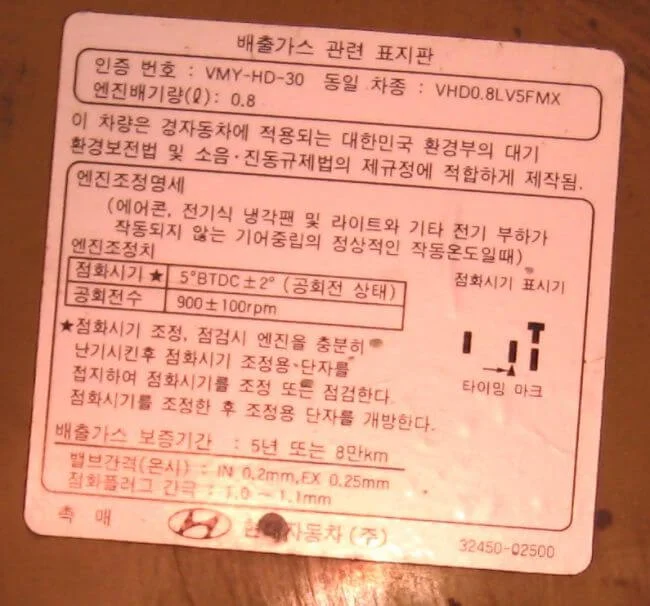 배출가스 관련 표지판
인증 번호 : VMY-HD-30 동일 차종 : VHD0.8LV5FMX
엔진배기량(ℓ): 0.8
이 차량은 경자동차에 적용되는 대한민국 환경부의 대기
환경보전법 및 소음·진동규제법의 제규정에 적합하게 제작됨.
엔진조정명세
(에어콘, 전기식 냉각팬 및 라이트와 기타 전기 부하가
작동되지 않는 기어중립의 정상적인 작동온도일때)
엔진조정치
점화시기★ 5°BTDC±2° (공회전 상태)
공회전수 900±100rpm
점화시기 표시기
T
타이밍 마크
★점화시기 조정, 점검시 엔진을 충분히
난기시킨후 점화시기 조정용 단자를
접지하여 점화시기를 조정 또는 점검한다.
점화시기를 조정한 후 조정용 단자를 개방한다.
배출가스 보증기간 : 5년 또는 8만km
밸브간격(온시) : IN 0.2mm,EX 0.25mm
점화플러그 간극 : 1.0 ~ 1.1mm
촉 매 현대자동차(주) 32450-02500